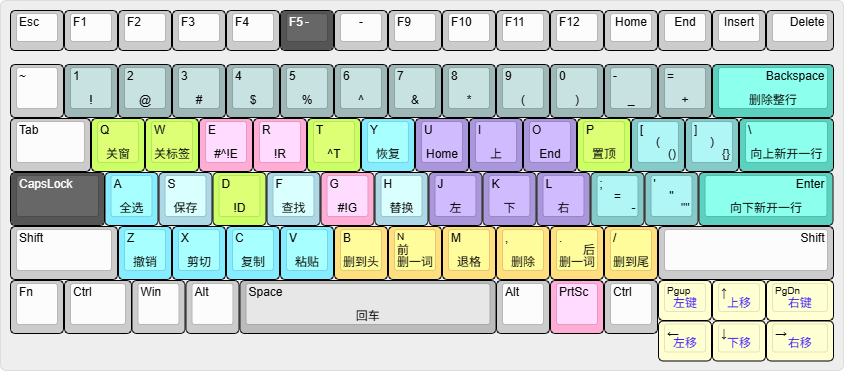 Esc F1 F2 F3 F4 F5- - F9 F10 F11 F12 Home End Insert Delete
~ 1 2 3 4 5 6 7 8 9 0 - = Backspace
! @ # $ % ^ & * ( ) _ + 删除整行
Tab Q W E R T Y U I O P [ ] \
关窗 关标签 #^!E !R ^T 恢复 Home 上 End 置顶 ( () ) {} 向上新开一行
CapsLock A S D F G H J K L ; ' Enter
全选 保存 !D 查找 #!G 替换 左 下 右 = - " "" 向下新开一行
Shift Z X C V B N M , . / Shift
撤销 剪切 复制 粘贴 删到头 前删一词 退格 删除 后删一词 删到尾
Fn Ctrl Win Alt Space Alt PrtSc Ctrl Pgup ↑ PgDn
回车 左键 上移 右键
← ↓ →
左移 下移 右移